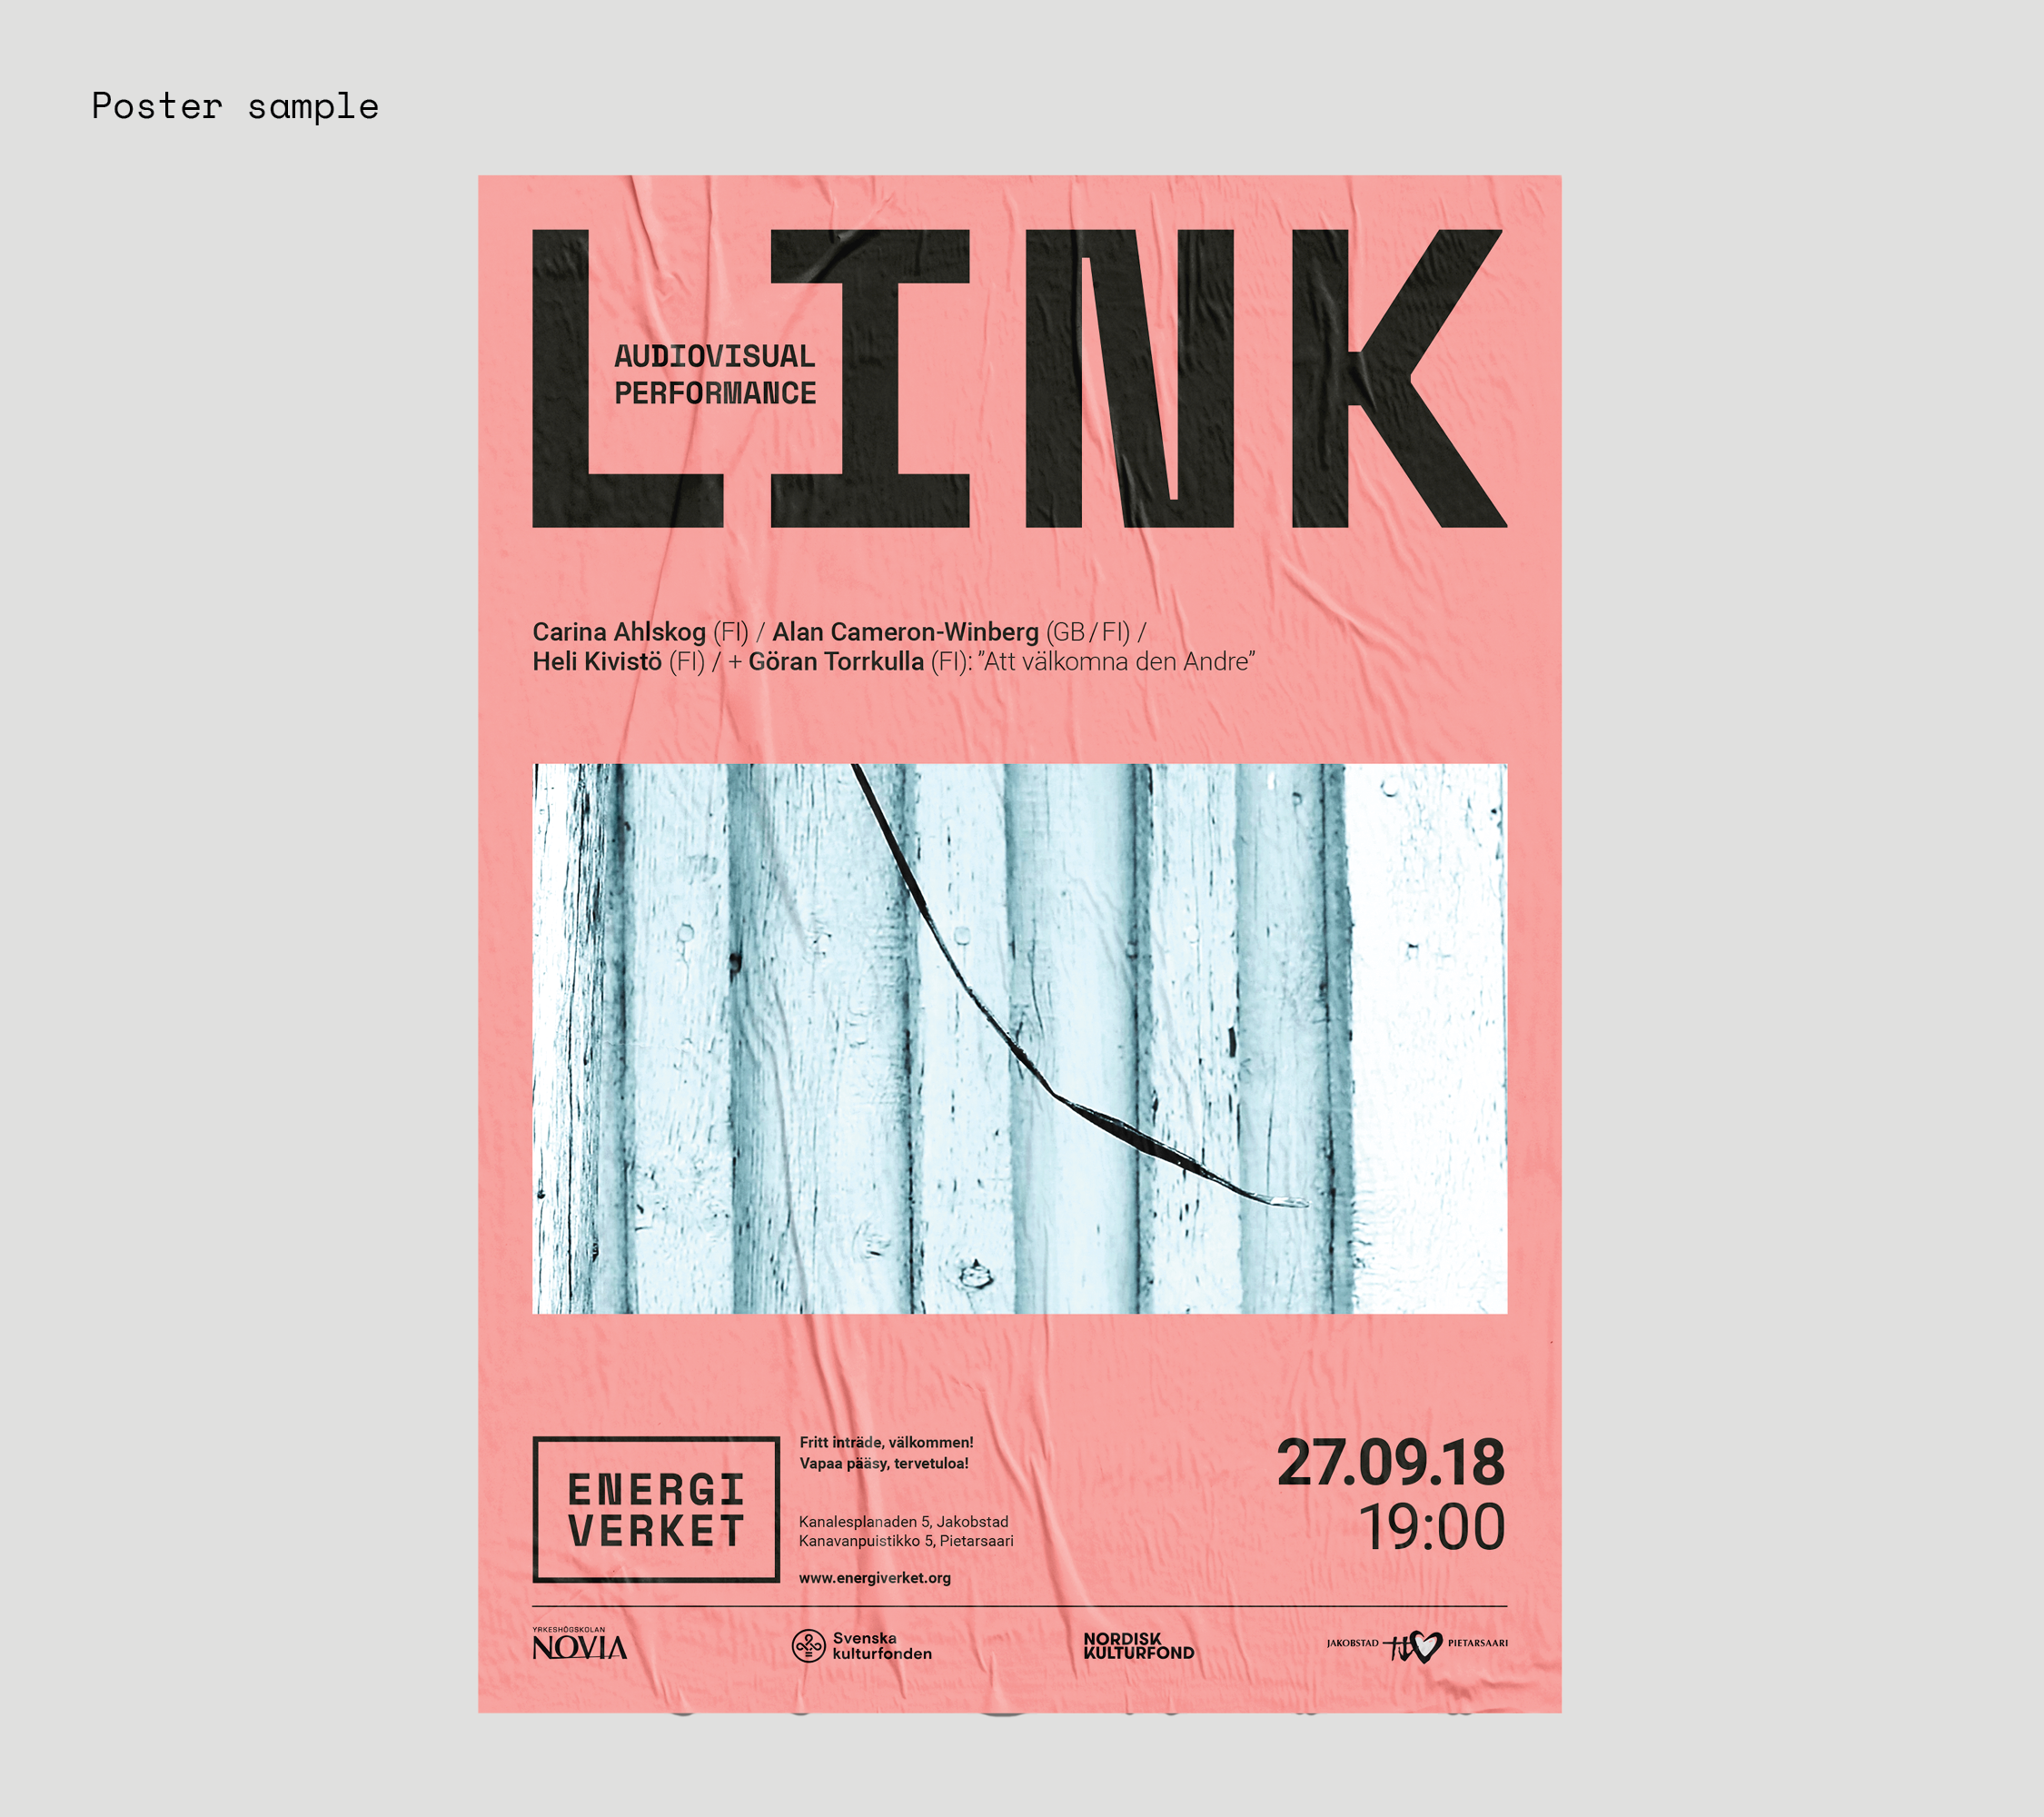 Poster sample
LINK
AUDIOVISUAL
PERFORMANCE
Carina Ahlskog (FI) / Alan Cameron-Winberg (GB/FI) /
Heli Kivistö (FI) / + Göran Torrkulla (FI): ”Att välkomna den Andre”
ENERGI
VERKET
Fritt inträde, välkommen!
Vapaa pääsy, tervetuloa!
Kanalesplanaden 5, Jakobstad
Kanavanpuistikko 5, Pietarsaari
www.energiverket.org
27.09.18
19:00
YRKESHÖGSKOLAN
NOVIA
Svenska
kulturfonden
NORDISK
KULTURFOND
JAKOBSTAD PIETARSAARI